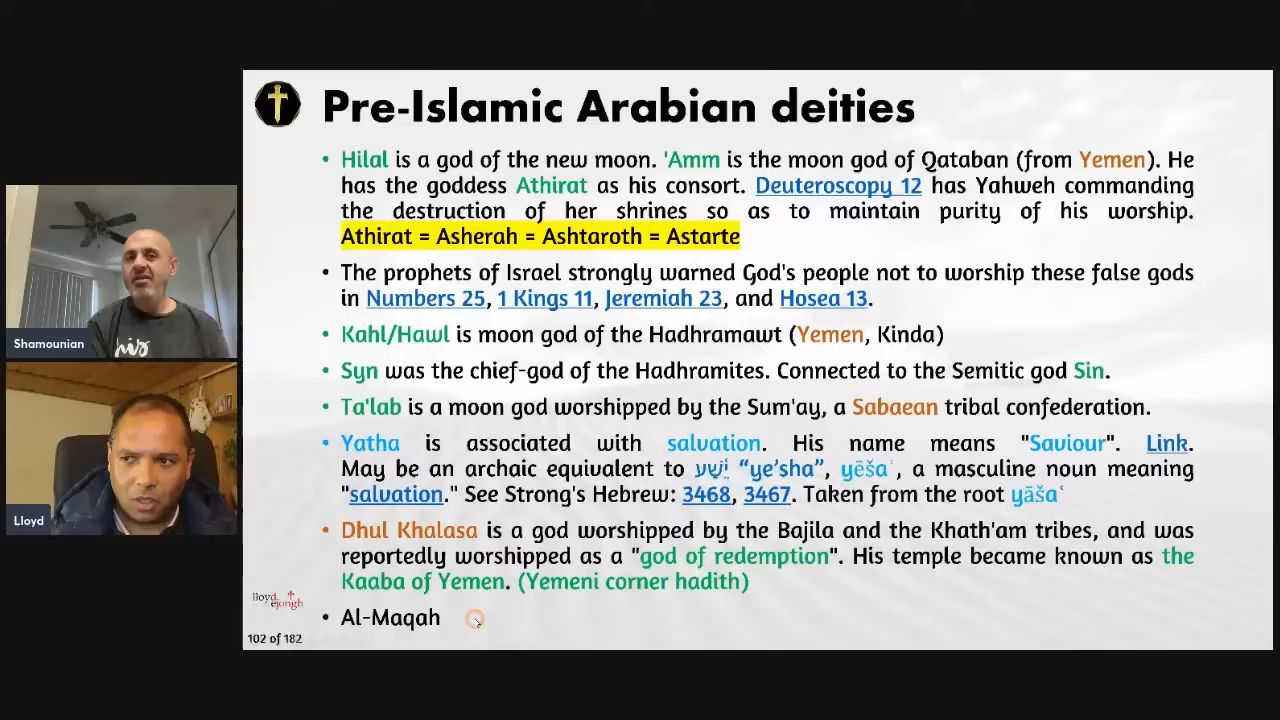 Pre-Islamic Arabian deities
• Hilal is a god of the new moon. 'Amm is the moon god of Qataban (from Yemen). He
has the goddess Athirat as his consort. Deuteroscopy 12 has Yahweh commanding
the destruction of her shrines so as to maintain purity of his worship.
Athirat = Asherah = Ashtaroth = Astarte
• The prophets of Israel strongly warned God's people not to worship these false gods
in Numbers 25, 1 Kings 11, Jeremiah 23, and Hosea 13.
• Kahl/Hawl is moon god of the Hadhramawt (Yemen, Kinda)
• Syn was the chief-god of the Hadhramites. Connected to the Semitic god Sin.
• Ta'lab is a moon god worshipped by the Sum'ay, a Sabaean tribal confederation.
• Yatha is associated with salvation. His name means "Saviour". Link.
May be an archaic equivalent to יֵ֫שַׁע “ye’sha”, yēšaʿ, a masculine noun meaning
"salvation." See Strong's Hebrew: 3468, 3467. Taken from the root yāšaʿ
• Dhul Khalasa is a god worshipped by the Bajila and the Khath'am tribes, and was
reportedly worshipped as a "god of redemption". His temple became known as the
Kaaba of Yemen. (Yemeni corner hadith)
• Al-Maqah
102 of 182
Shamounian
his
Lloyd
lloyd
ejongh